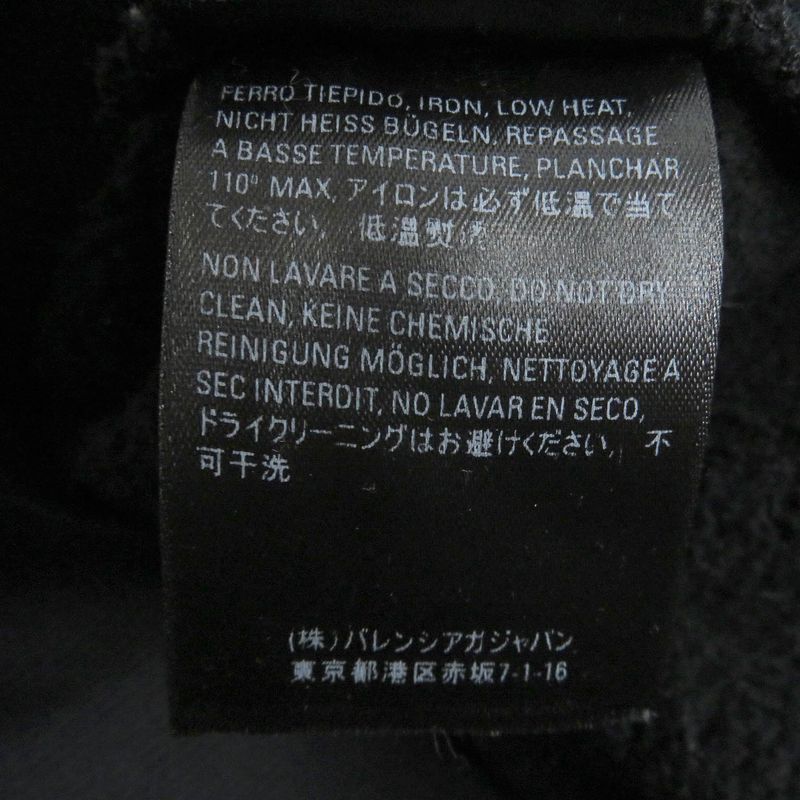 FERRO TIEPIDO, IRON, LOW HEAT,
NICHT HEISS BÜGELN, REPASSAGE
A BASSE TEMPERATURE, PLANCHAR
110° MAX, アイロンは必ず低温で当て
てください, 低温熨烫
NON LAVARE A SECCO, DO NOT DRY
CLEAN, KEINE CHEMISCHE
REINIGUNG MÖGLICH, NETTOYAGE A
SEC INTERDIT, NO LAVAR EN SECO,
ドライクリーニングはお避けください, 不
可干洗
(株)バレンシアガジャパン
東京都港区赤坂7-1-16